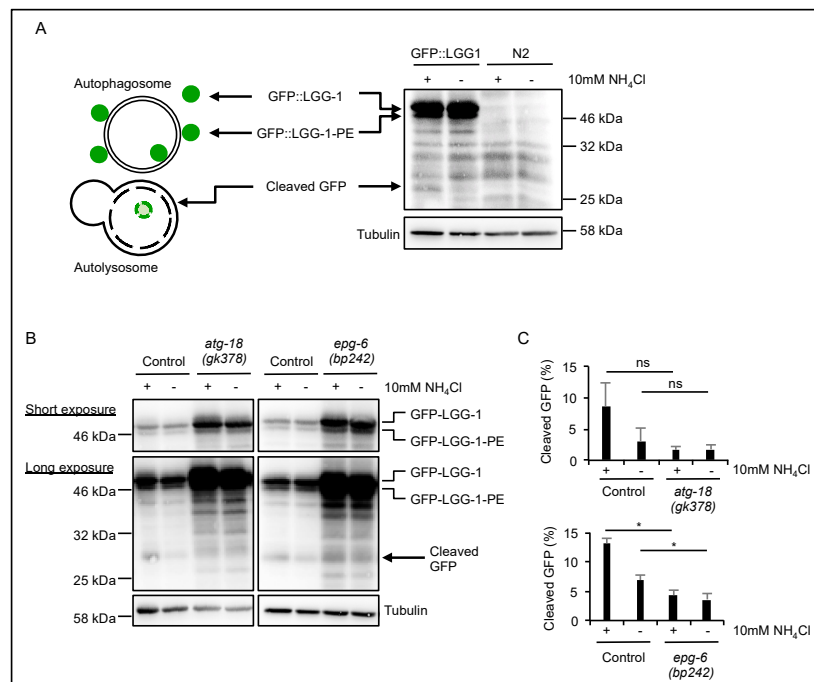 A
GFP::LGG1 N2
+ - + - 10mM NH₄Cl
Autophagosome
GFP::LGG-1
GFP::LGG-1-PE
46 kDa
32 kDa
Cleaved GFP
25 kDa
Tubulin
58 kDa
Autolysosome
B
Control atg-18 (gk378) Control epg-6 (bp242)
+ - + - + - + - 10mM NH₄Cl
Short exposure
GFP-LGG-1
46 kDa
GFP-LGG-1-PE
Long exposure
GFP-LGG-1
46 kDa
GFP-LGG-1-PE
32 kDa
Cleaved
GFP
25 kDa
58 kDa
Tubulin
C
Cleaved GFP (%)
15
10
5
0
ns
ns
+ - + - 10mM NH₄Cl
Control atg-18
(gk378)
Cleaved GFP (%)
15
10
5
0
*
*
+ - + - 10mM NH₄Cl
Control epg-6
(bp242)